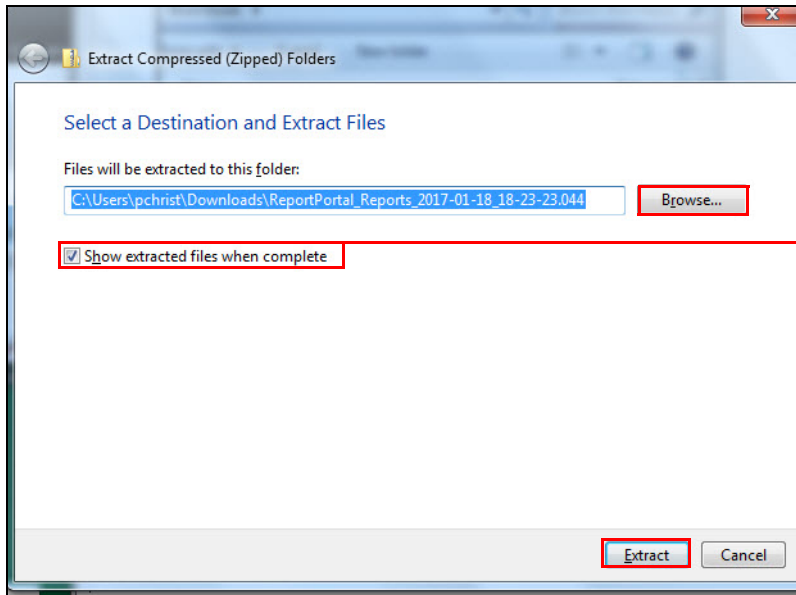 Extract Compressed (Zipped) Folders
Select a Destination and Extract Files
Files will be extracted to this folder:
C:\Users\pchrist\Downloads\ReportPortal_Reports_2017-01-18_18-23-23.044
Browse...
Show extracted files when complete
Extract
Cancel